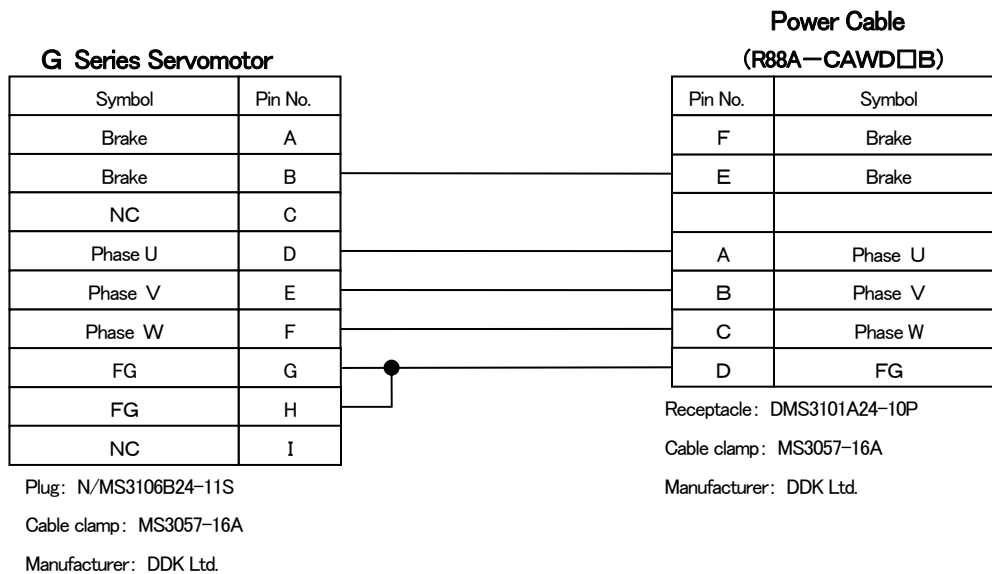 G Series Servomotor
Symbol Pin No.
Brake A
Brake B
NC C
Phase U D
Phase V E
Phase W F
FG G
FG H
NC I
Plug: N/MS3106B24-11S
Cable clamp: MS3057-16A
Manufacturer: DDK Ltd.
Power Cable
(R88A-CAWD□B)
Pin No. Symbol
F Brake
E Brake
A Phase U
B Phase V
C Phase W
D FG
Receptacle: DMS3101A24-10P
Cable clamp: MS3057-16A
Manufacturer: DDK Ltd.